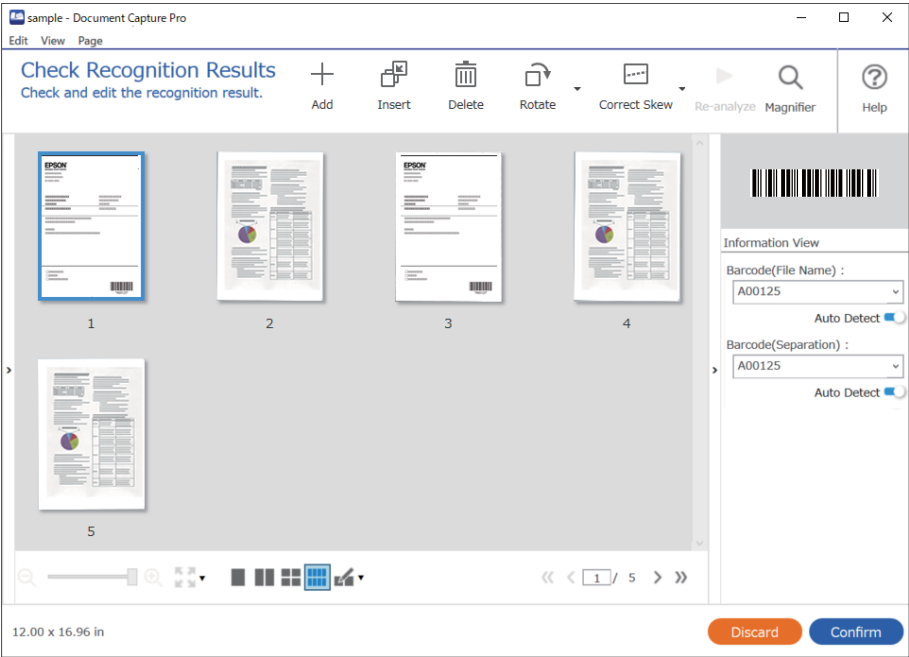 sample - Document Capture Pro
Edit View Page
Check Recognition Results
Check and edit the recognition result.
Add
Insert
Delete
Rotate
Correct Skew
Re-analyze
Magnifier
Help
EPSON
EPSON
1
2
3
4
5
Information View
Barcode(File Name) :
A00125
Auto Detect
Barcode(Separation) :
A00125
Auto Detect
1 / 5
12.00 x 16.96 in
Discard
Confirm